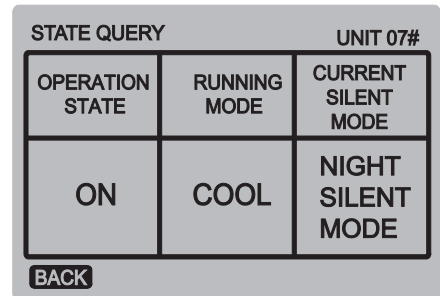 STATE QUERY UNIT 07#
OPERATION STATE RUNNING MODE CURRENT SILENT MODE
ON COOL NIGHT SILENT MODE
BACK